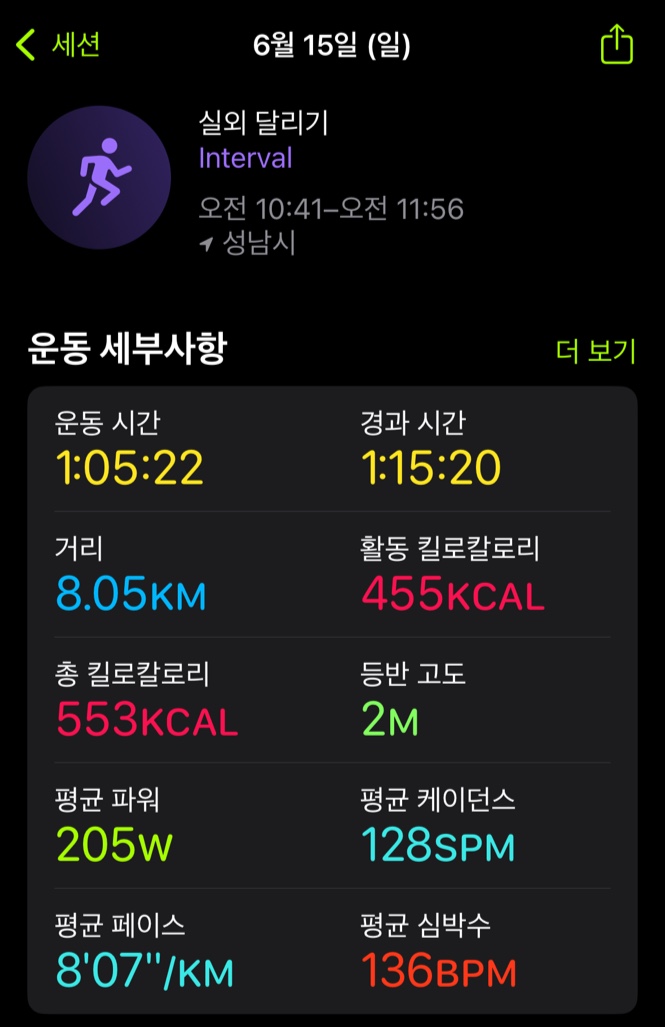 세션
6월 15일 (일)
실외 달리기
Interval
오전 10:41–오전 11:56
성남시
운동 세부사항
더 보기
운동 시간
경과 시간
1:05:22
1:15:20
거리
활동 킬로칼로리
8.05KM
455KCAL
총 킬로칼로리
등반 고도
553KCAL
2M
평균 파워
평균 케이던스
205W
128SPM
평균 페이스
평균 심박수
8'07''/KM
136BPM